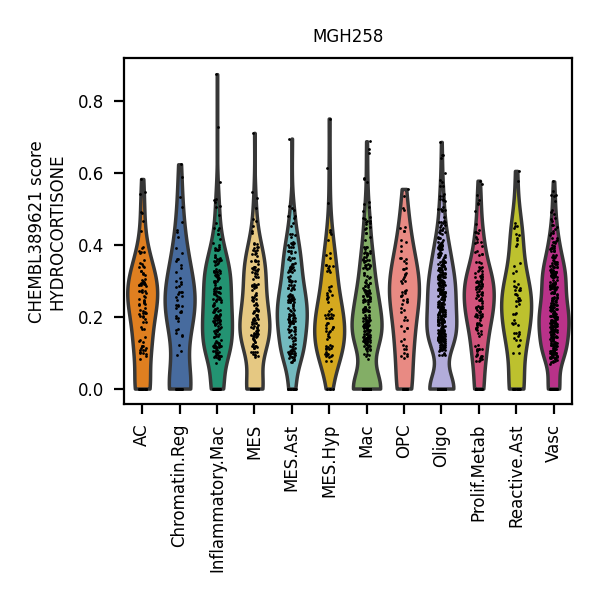 MGH258
CHEMBL389621 score
HYDROCORTISONE
0.8
0.6
0.4
0.2
0.0
AC
Chromatin.Reg
Inflammatory.Mac
MES
MES.Ast
MES.Hyp
Mac
OPC
Oligo
Prolif.Metab
Reactive.Ast
Vasc